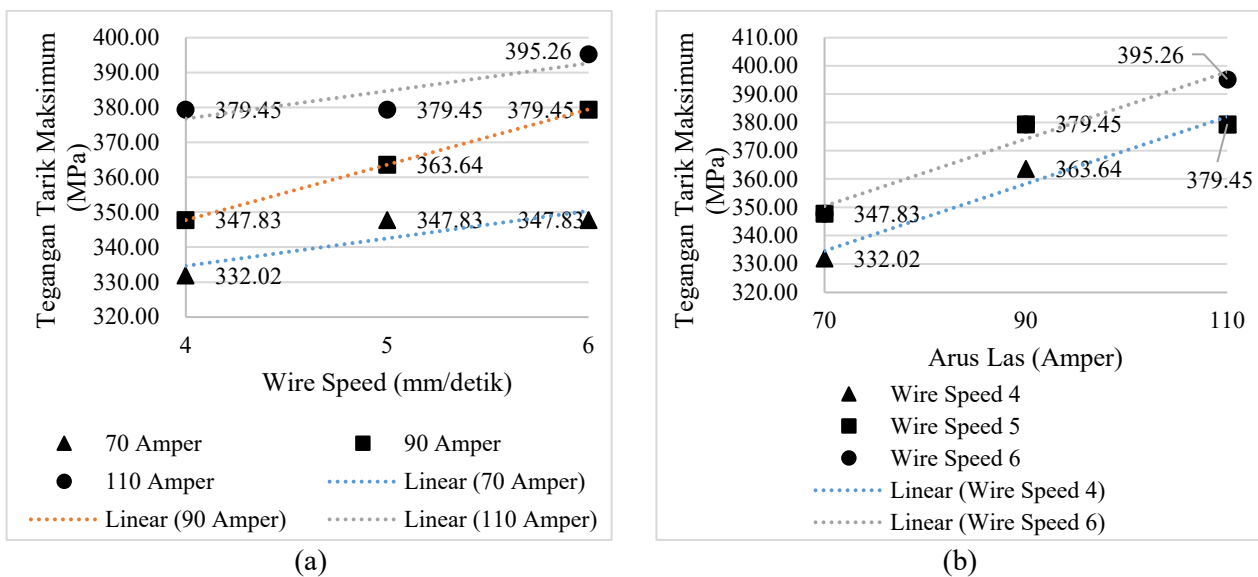 400.00
390.00
380.00
370.00
360.00
350.00
340.00
330.00
320.00
Tegangan Tarik Maksimum
(MPa)
395.26
379.45 379.45 379.45
363.64
347.83 347.83 347.83
332.02
4 5 6
Wire Speed (mm/detik)
70 Amper 90 Amper
110 Amper Linear (70 Amper)
Linear (90 Amper) Linear (110 Amper)
(a)
410.00
400.00
390.00
380.00
370.00
360.00
350.00
340.00
330.00
320.00
Tegangan Tarik Maksimum
(MPa)
395.26
379.45
363.64
379.45
347.83
332.02
70 90 110
Arus Las (Amper)
Wire Speed 4
Wire Speed 5
Wire Speed 6
Linear (Wire Speed 4)
Linear (Wire Speed 6)
(b)